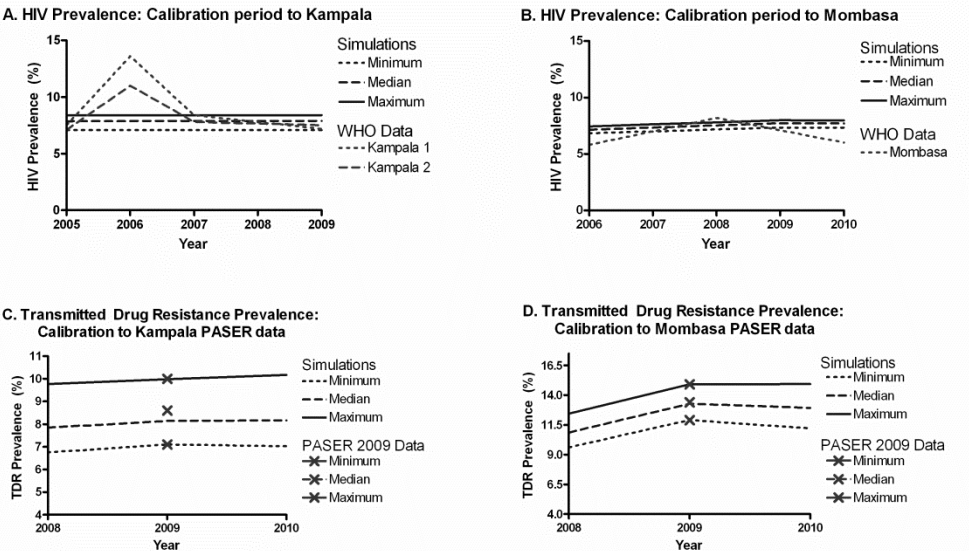 A. HIV Prevalence: Calibration period to Kampala
15
10
5
0
HIV Prevalence (%)
2005 2006 2007 2008 2009
Year
Simulations
Minimum
Median
Maximum
WHO Data
Kampala 1
Kampala 2
B. HIV Prevalence: Calibration period to Mombasa
15
10
5
0
HIV Prevalence (%)
2006 2007 2008 2009 2010
Year
Simulations
Minimum
Median
Maximum
WHO Data
Mombasa
C. Transmitted Drug Resistance Prevalence:
Calibration to Kampala PASER data
11
10
9
8
7
6
5
4
TDR Prevalence (%)
2008 2009 2010
Year
Simulations
Minimum
Median
Maximum
PASER 2009 Data
Minimum
Median
Maximum
D. Transmitted Drug Resistance Prevalence:
Calibration to Mombasa PASER data
16.5
14.0
11.5
9.0
6.5
4.0
TDR Prevalence (%)
2008 2009 2010
Year
Simulations
Minimum
Median
Maximum
PASER 2009 Data
Minimum
Median
Maximum